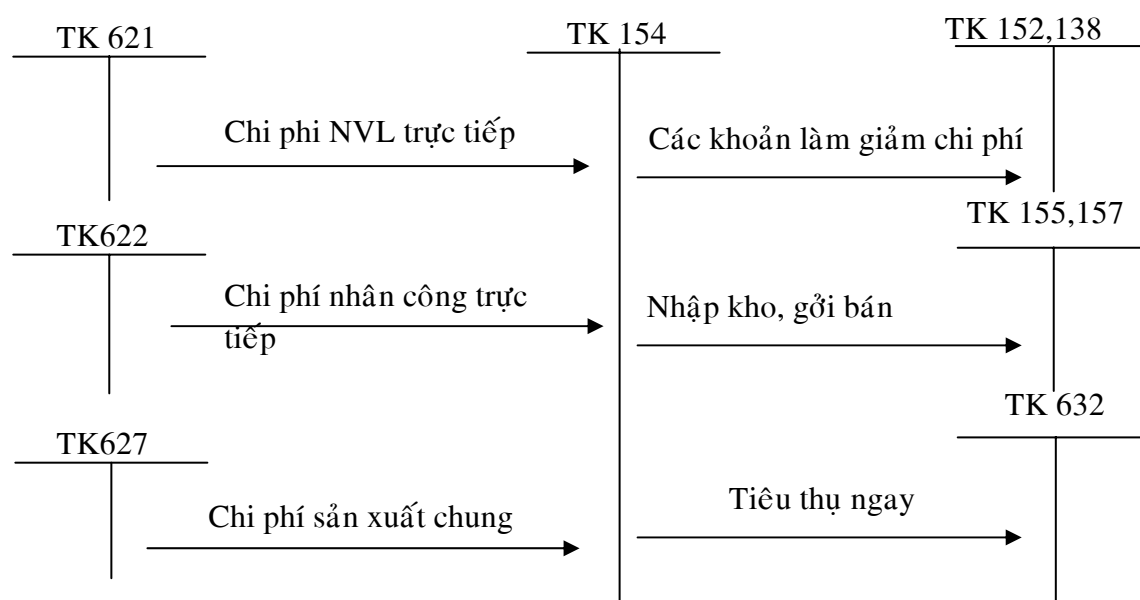 TK 621
TK 154
TK 152,138
Chi phi NVL trực tiếp
Các khoản làm giảm chi phí
TK622
TK 155,157
Chi phí nhân công trực
tiếp
Nhập kho, gởi bán
TK627
TK 632
Chi phí sản xuất chung
Tiêu thụ ngay